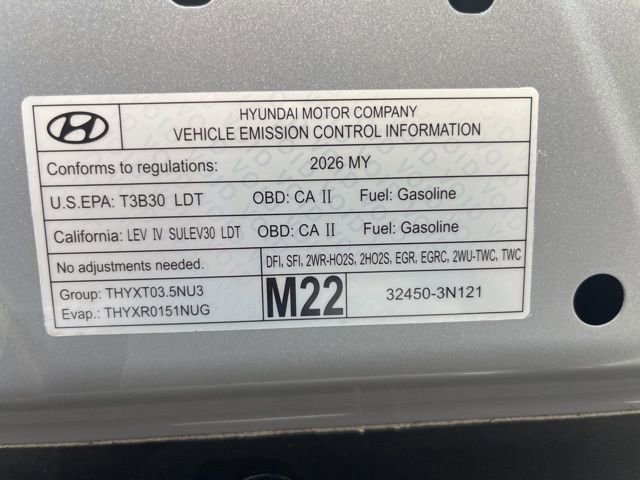 HYUNDAI MOTOR COMPANY
VEHICLE EMISSION CONTROL INFORMATION
Conforms to regulations: 2026 MY
U.S.EPA: T3B30 LDT OBD: CA II Fuel: Gasoline
California: LEV IV SULEV30 LDT OBD: CA II Fuel: Gasoline
No adjustments needed. DFI, SFI, 2WR-HO2S, 2HO2S, EGR, EGRC, 2WU-TWC, TWC
Group: THYXT03.5NU3
Evap.: THYXR0151NUG
M22
32450-3N121